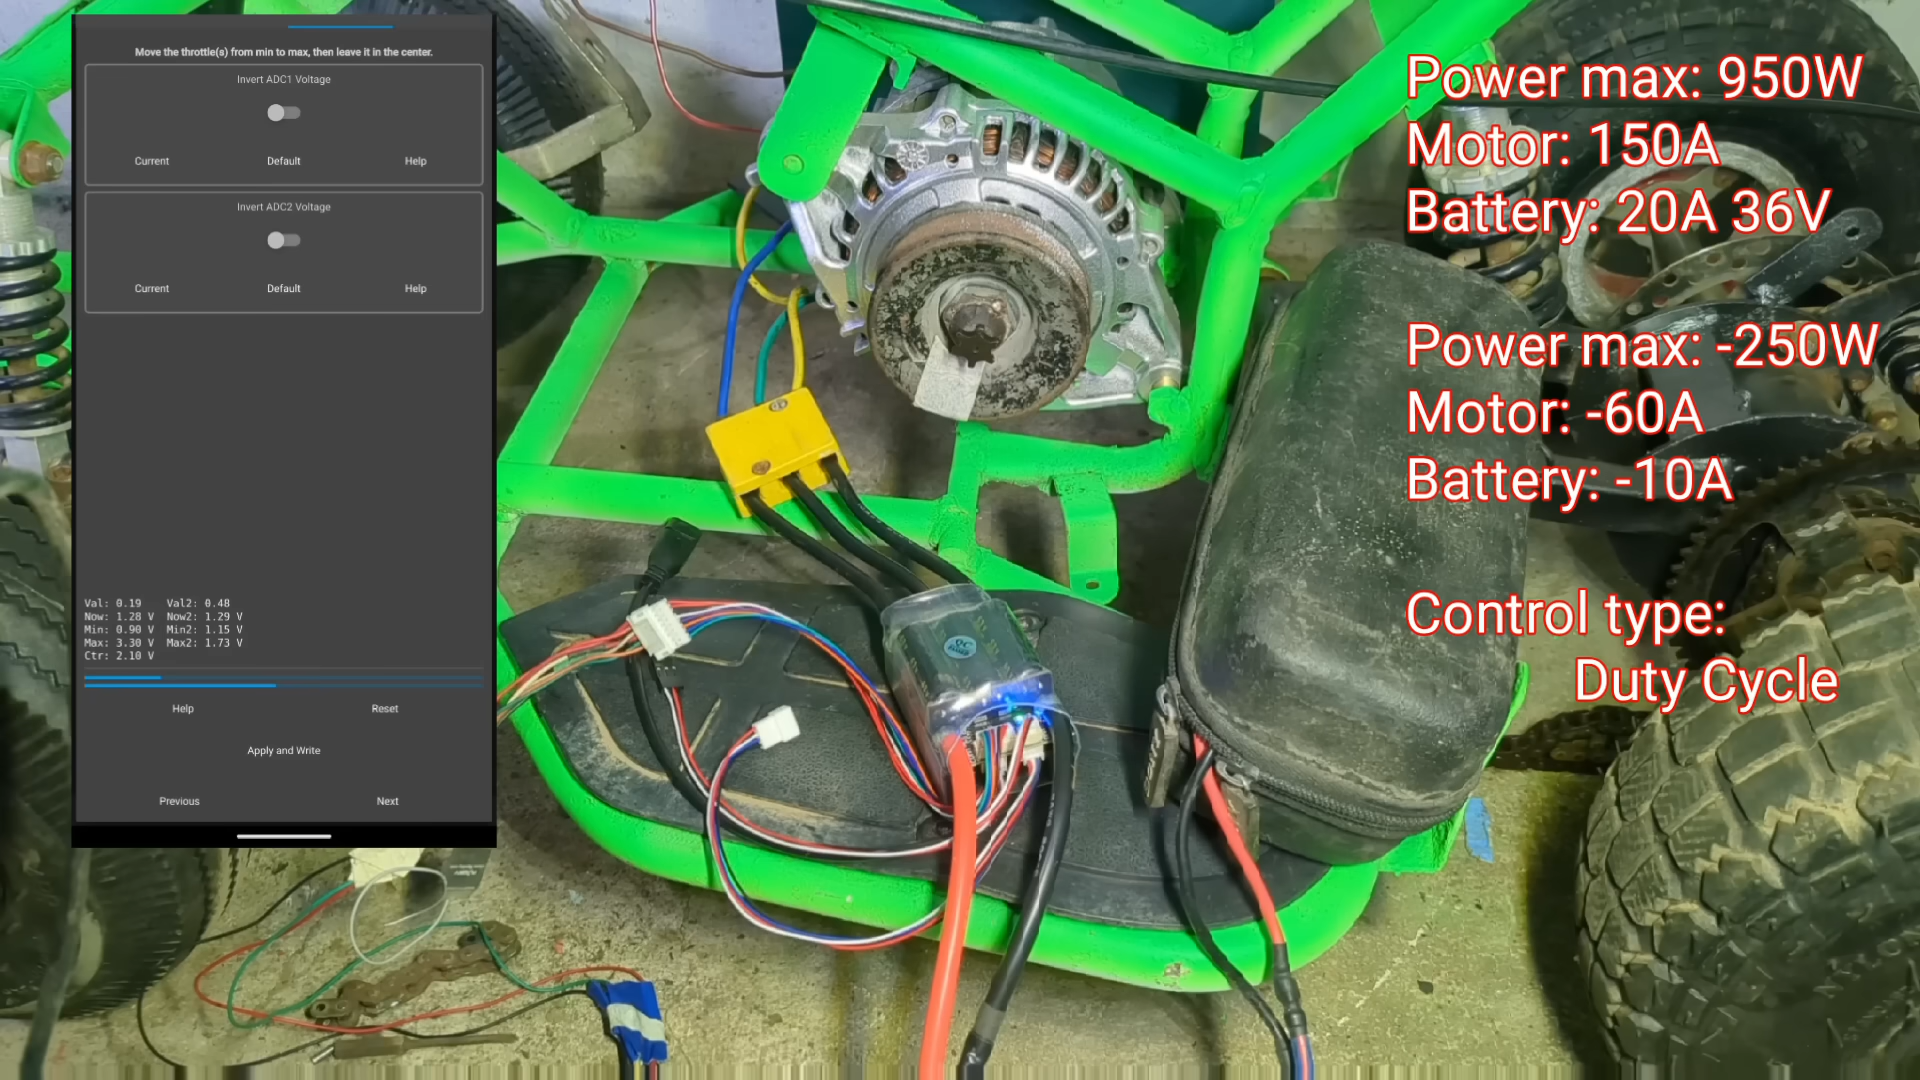 Move the throttle(s) from min to max, then leave it in the center.
Invert ADC1 Voltage
Current Default Help
Invert ADC2 Voltage
Current Default Help
Val: 0.19 Val2: 0.48
Now: 1.28 V Now2: 1.29 V
Min: 0.90 V Min2: 1.15 V
Max: 3.30 V Max2: 1.73 V
Ctr: 2.10 V
Help Reset
Apply and Write
Previous Next
Power max: 950W
Motor: 150A
Battery: 20A 36V
Power max: -250W
Motor: -60A
Battery: -10A
Control type:
Duty Cycle
QC